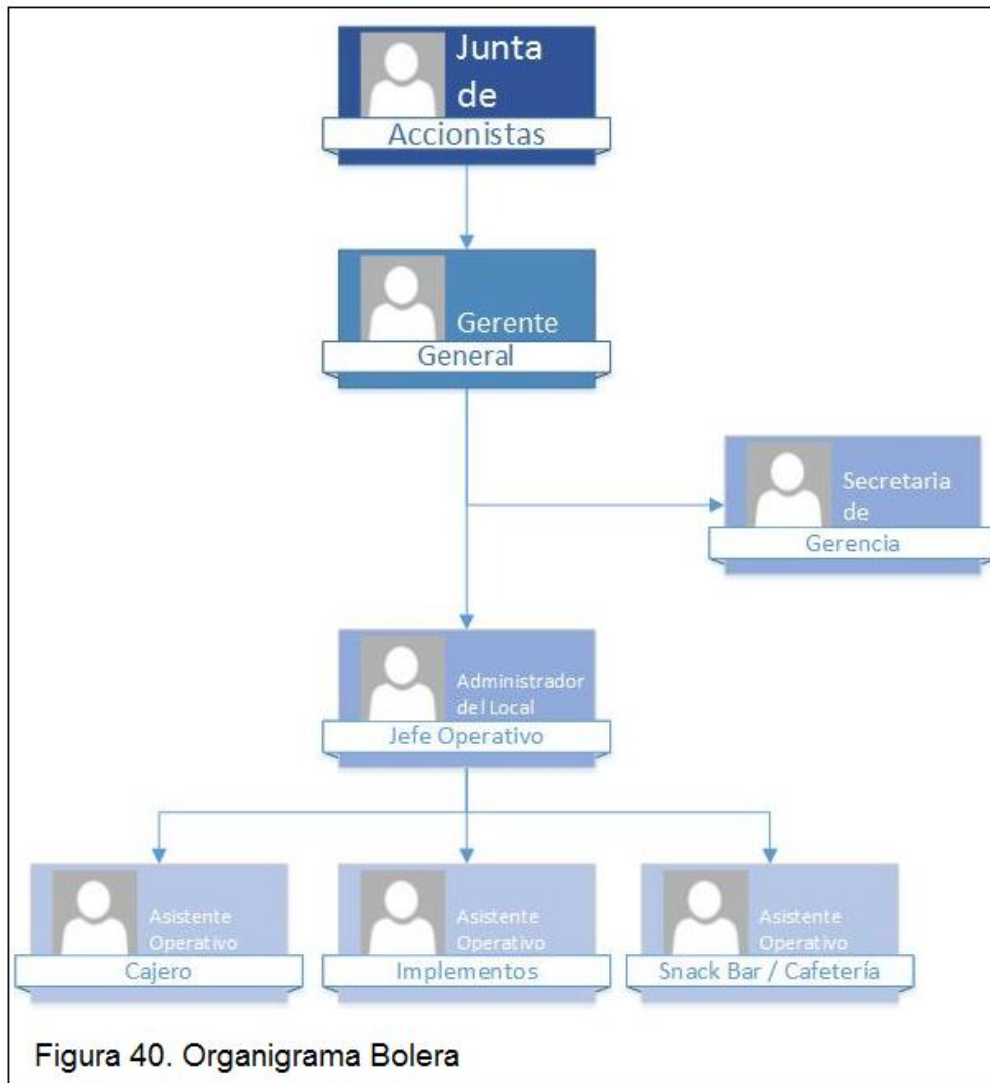 Junta
de
Accionistas
Gerente
General
Secretaria
de
Gerencia
Administrador
del Local
Jefe Operativo
Asistente
Operativo
Cajero
Asistente
Operativo
Implementos
Asistente
Operativo
Snack Bar / Cafetería
Figura 40. Organigrama Bolera